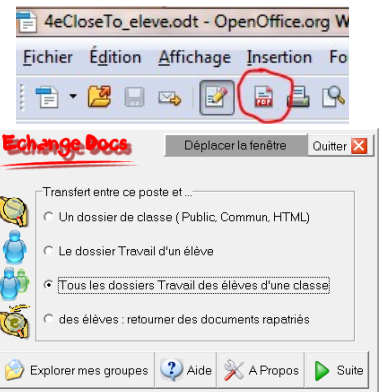 4eCloseTo_eleve.odt - OpenOffice.org W
Fichier Édition Affichage Insertion Fo
PDF
Echange Docs Déplacer la fenêtre Quitter
Transfert entre ce poste et ...
Un dossier de classe ( Public, Commun, HTML)
Le dossier Travail d'un élève
Tous les dossiers Travail des élèves d'une classe
des élèves : retourner des documents rapatriés
Explorer mes groupes Aide A Propos Suite